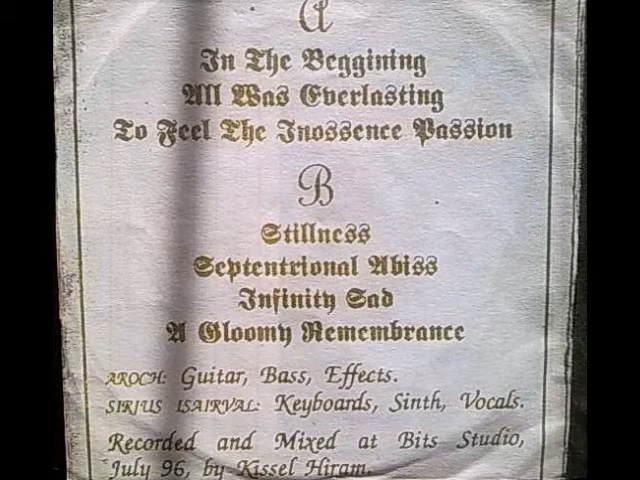 A
In The Beggining
All Was Everlasting
To Feel The Inossence Passion
B
Stillness
Septentrional Abiss
Infinity Sad
A Gloomy Remembrance
AROCH: Guitar, Bass, Effects.
SIRIUS ISAIRVAL: Keyboards, Sinth, Vocals.
Recorded and Mixed at Bits Studio,
July 96, by Kissel Hiram.